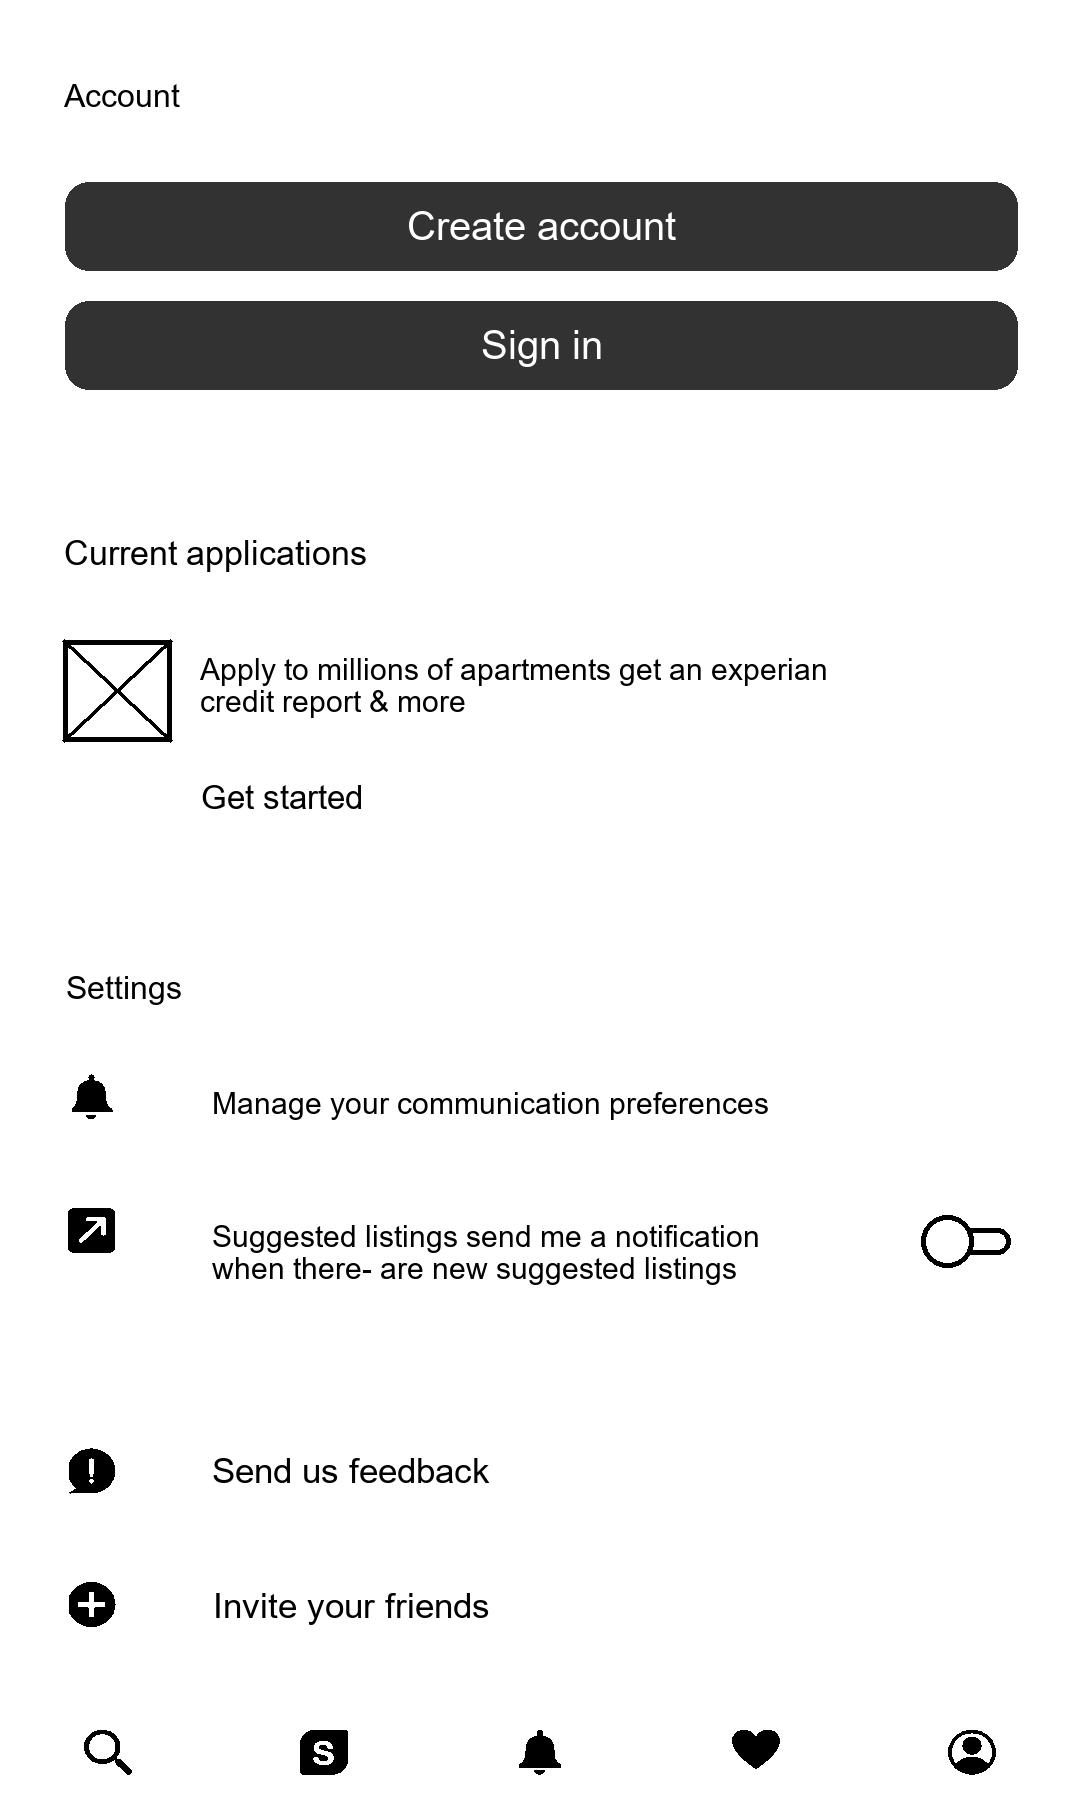 Account
Create account
Sign in
Current applications
Apply to millions of apartments get an experian
credit report & more
Get started
Settings
Manage your communication preferences
Suggested listings send me a notification
when there- are new suggested listings
Send us feedback
Invite your friends
S